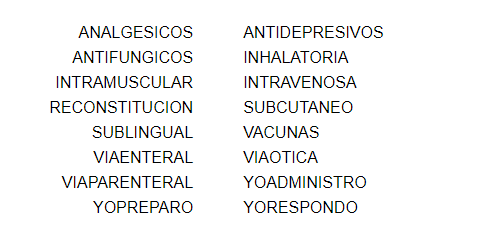 ANALGESICOS ANTIDEPRESIVOS
ANTIFUNGICOS INHALATORIA
INTRAMUSCULAR INTRAVENOSA
RECONSTITUCION SUBCUTANEO
SUBLINGUAL VACUNAS
VIAENTERAL VIAOTICA
VIAPARENTERAL YOADMINISTRO
YOPREPARO YORESPONDO